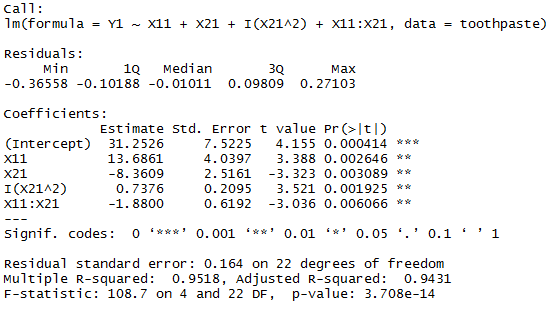 Call:
lm(formula = Y1 ~ X11 + X21 + I(X21^2) + X11:X21, data = toothpaste)
Residuals:
Min 1Q Median 3Q Max
-0.36558 -0.10188 -0.01011 0.09809 0.27103
Coefficients:
Estimate Std. Error t value Pr(>|t|)
(Intercept) 31.2526 7.5225 4.155 0.000414 ***
X11 13.6861 4.0397 3.388 0.002646 **
X21 -8.3609 2.5161 -3.323 0.003089 **
I(X21^2) 0.7376 0.2095 3.521 0.001925 **
X11:X21 -1.8800 0.6192 -3.036 0.006066 **
---
Signif. codes: 0 ‘***’ 0.001 ‘**’ 0.01 ‘*’ 0.05 ‘.’ 0.1 ‘ ’ 1
Residual standard error: 0.164 on 22 degrees of freedom
Multiple R-squared: 0.9518, Adjusted R-squared: 0.9431
F-statistic: 108.7 on 4 and 22 DF, p-value: 3.708e-14